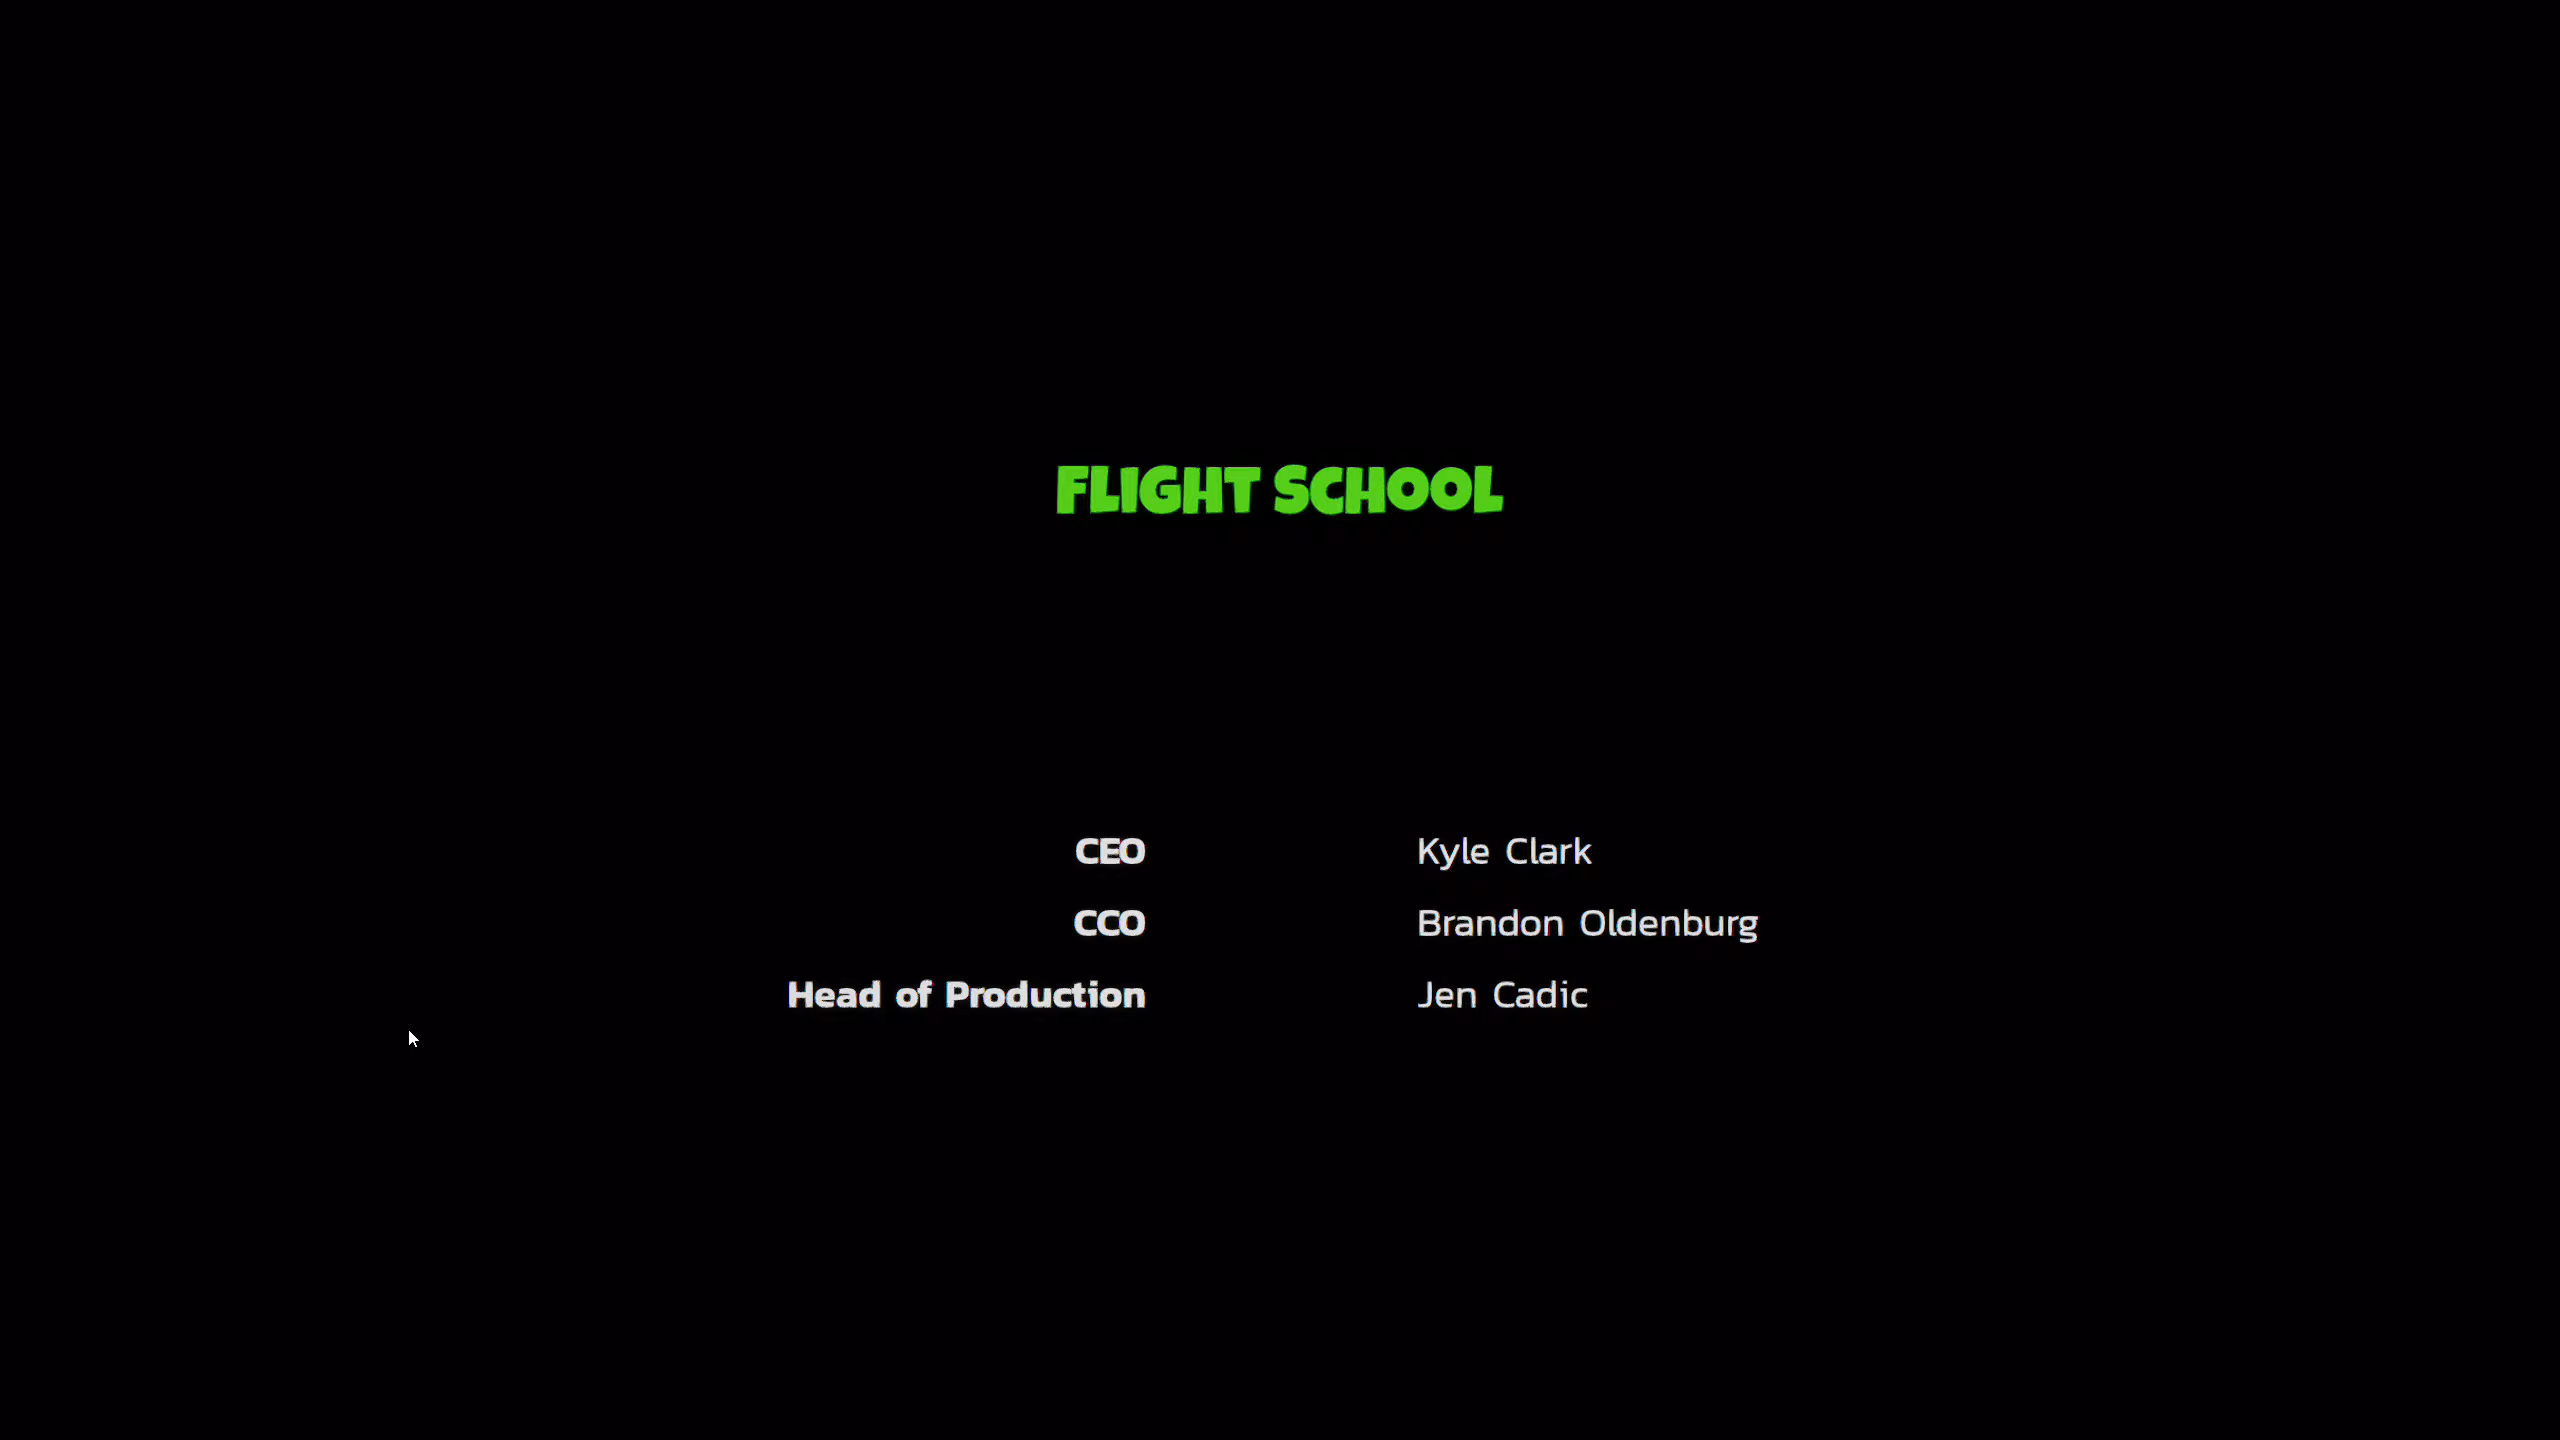 FLIGHT SCHOOL
CEO Kyle Clark
CCO Brandon Oldenburg
Head of Production Jen Cadic